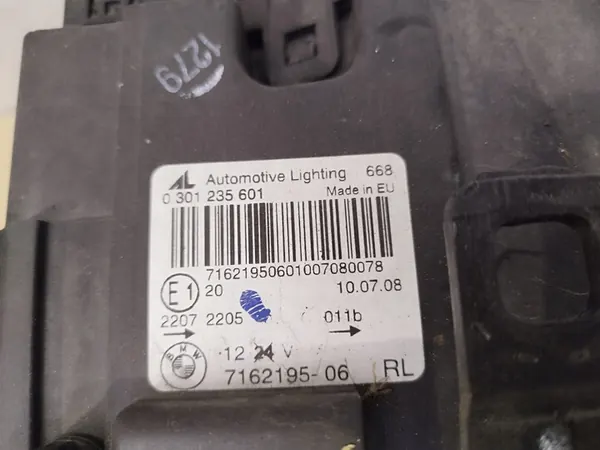 1279
AL Automotive Lighting 668
0 301 235 601 Made in EU
71621950601007080078
E1 20 10.07.08
2207 2205 011b
BMW 12 24 V
7162195-06 RL